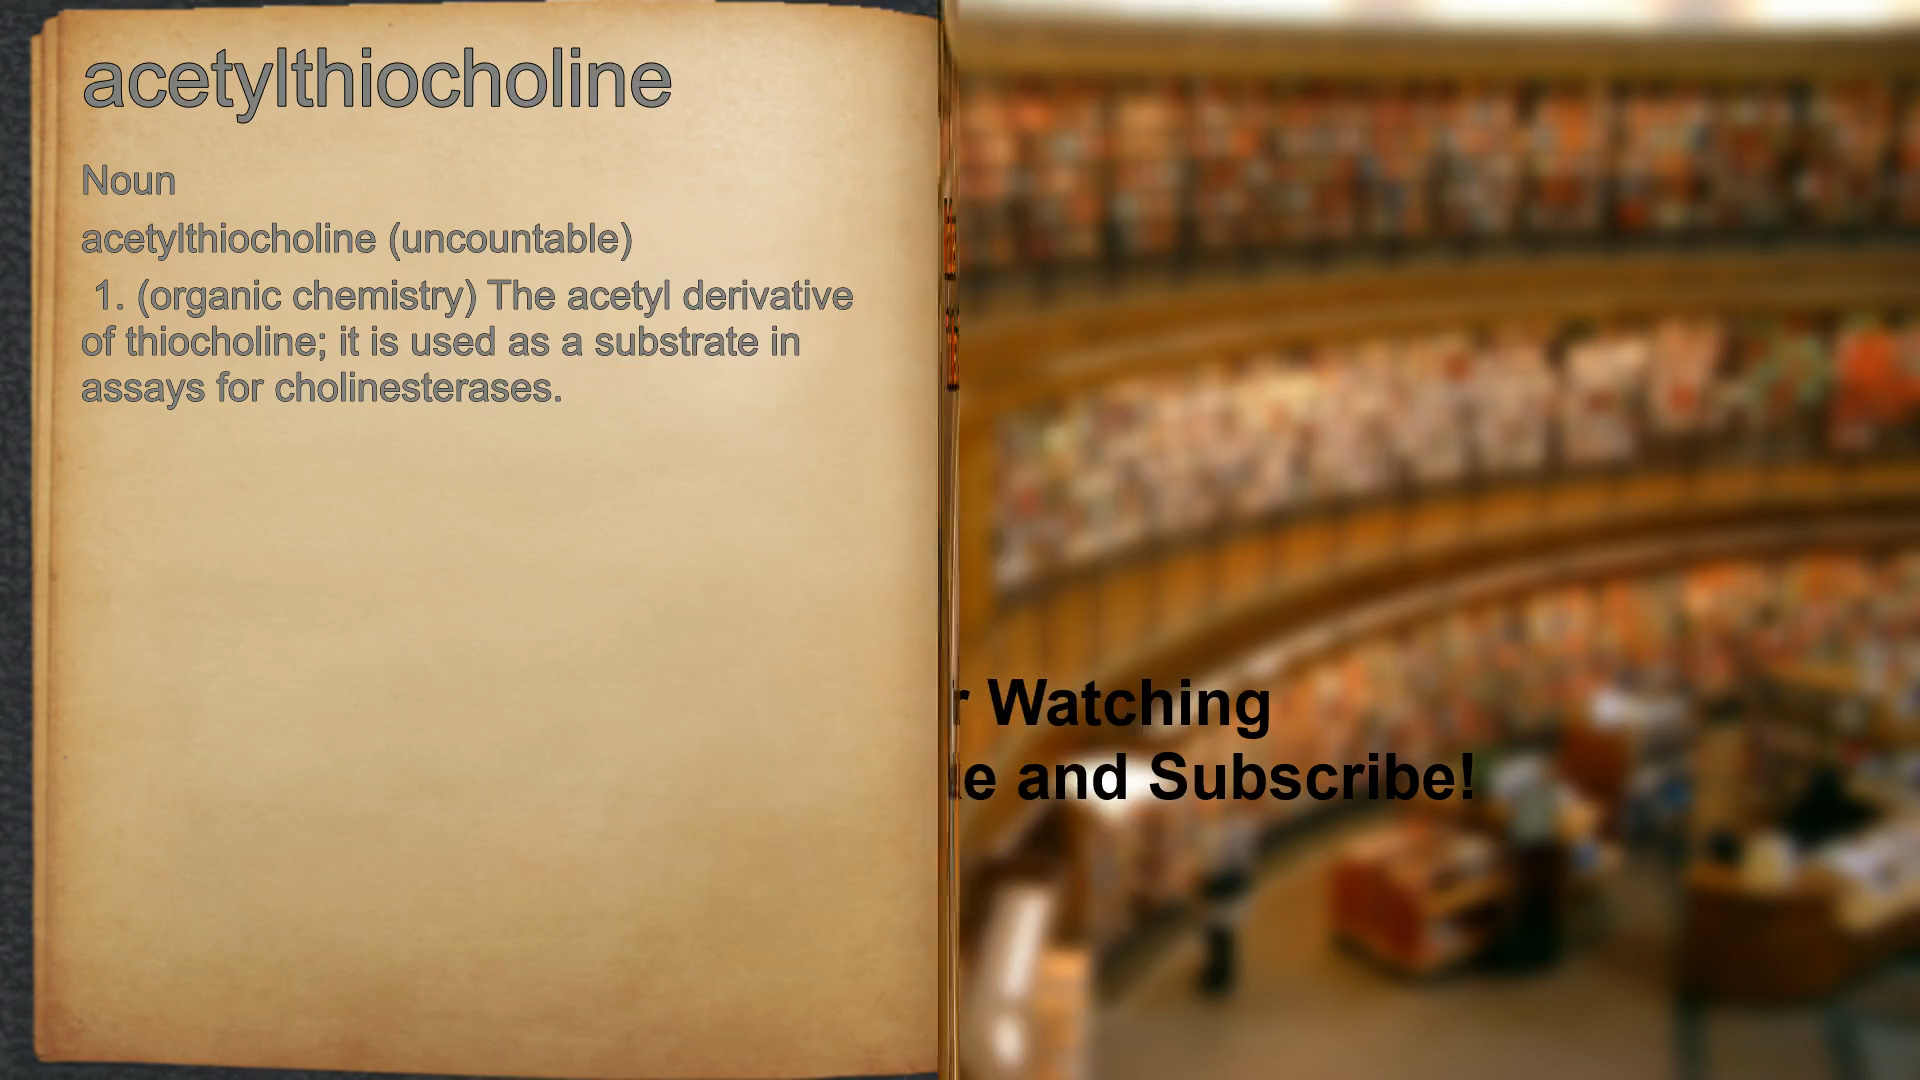 acetylthiocholine
Noun
acetylthiocholine (uncountable)
1. (organic chemistry) The acetyl derivative
of thiocholine; it is used as a substrate in
assays for cholinesterases.
Watching
and Subscribe!